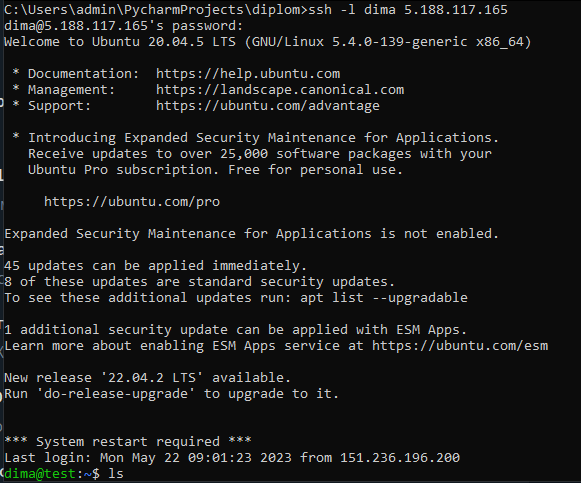 C:\Users\admin\PycharmProjects\diplom>ssh -l dima 5.188.117.165
dima@5.188.117.165's password:
Welcome to Ubuntu 20.04.5 LTS (GNU/Linux 5.4.0-139-generic x86_64)

 * Documentation:  https://help.ubuntu.com
 * Management:     https://landscape.canonical.com
 * Support:        https://ubuntu.com/advantage

 * Introducing Expanded Security Maintenance for Applications.
   Receive updates to over 25,000 software packages with your
   Ubuntu Pro subscription. Free for personal use.

     https://ubuntu.com/pro

Expanded Security Maintenance for Applications is not enabled.

45 updates can be applied immediately.
8 of these updates are standard security updates.
To see these additional updates run: apt list --upgradable

1 additional security update can be applied with ESM Apps.
Learn more about enabling ESM Apps service at https://ubuntu.com/esm

New release '22.04.2 LTS' available.
Run 'do-release-upgrade' to upgrade to it.

*** System restart required ***
Last login: Mon May 22 09:01:23 2023 from 151.236.196.200
dima@test:~$ ls